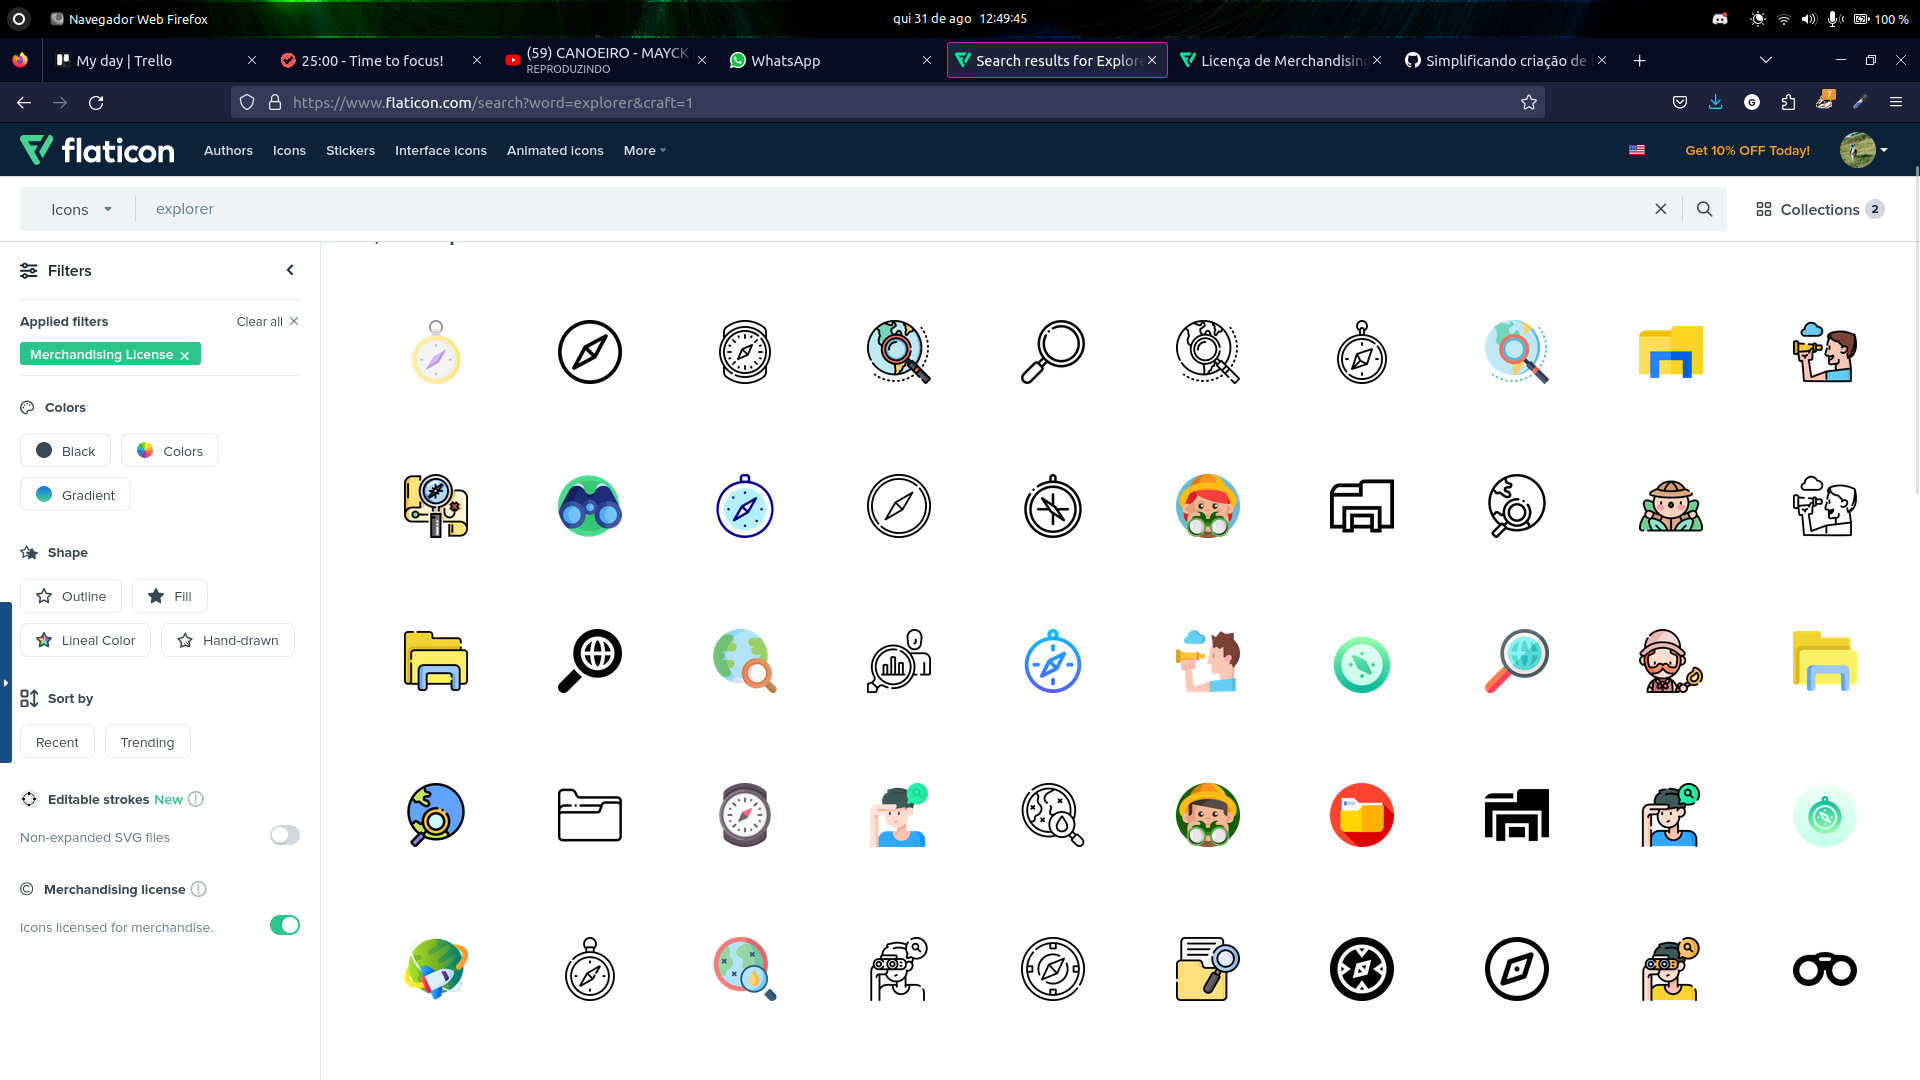 Navegador Web Firefox
qui 31 de ago 12:49:45
100 %
My day | Trello
25:00 - Time to focus!
(59) CANOEIRO - MAYCK
REPRODUZINDO
WhatsApp
Search results for Explore
Licença de Merchandising
Simplificando criação de
https://www.flaticon.com/search?word=explorer&craft=1
G
7
flaticon
Authors
Icons
Stickers
Interface icons
Animated icons
More
Get 10% OFF Today!
Icons
explorer
Collections 2
Filters
Applied filters
Clear all
Merchandising License
Colors
Black
Colors
Gradient
Shape
Outline
Fill
Lineal Color
Hand-drawn
Sort by
Recent
Trending
Editable strokes New
Non-expanded SVG files
Merchandising license
Icons licensed for merchandise.